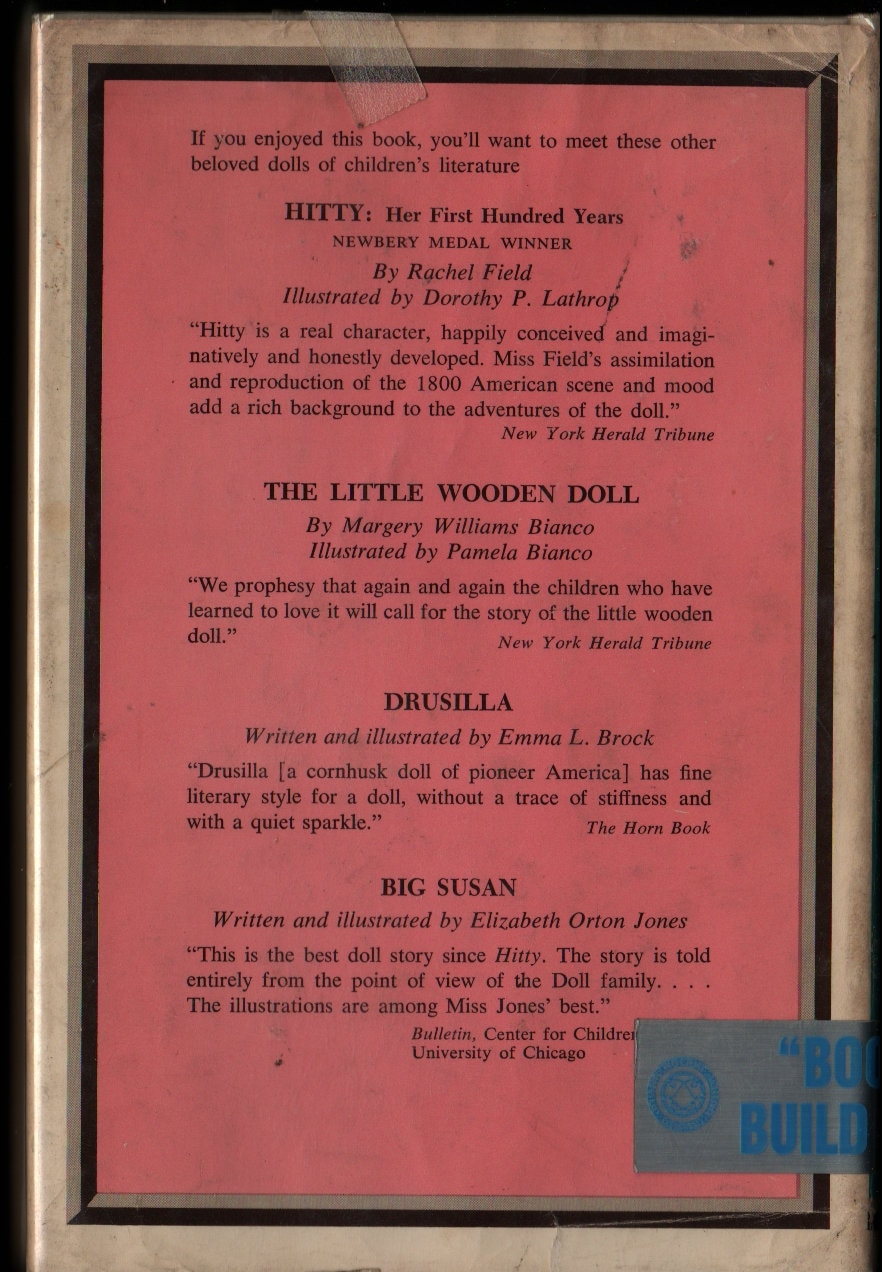 If you enjoyed this book, you'll want to meet these other
beloved dolls of children's literature
HITTY: Her First Hundred Years
NEWBERY MEDAL WINNER
By Rachel Field
Illustrated by Dorothy P. Lathrop
“Hitty is a real character, happily conceived and imagi-
natively and honestly developed. Miss Field's assimilation
and reproduction of the 1800 American scene and mood
add a rich background to the adventures of the doll.”
New York Herald Tribune
THE LITTLE WOODEN DOLL
By Margery Williams Bianco
Illustrated by Pamela Bianco
“We prophesy that again and again the children who have
learned to love it will call for the story of the little wooden
doll.” New York Herald Tribune
DRUSILLA
Written and illustrated by Emma L. Brock
“Drusilla [a cornhusk doll of pioneer America] has fine
literary style for a doll, without a trace of stiffness and
with a quiet sparkle.” The Horn Book
BIG SUSAN
Written and illustrated by Elizabeth Orton Jones
“This is the best doll story since Hitty. The story is told
entirely from the point of view of the Doll family. . . .
The illustrations are among Miss Jones' best.”
Bulletin, Center for
University of Chicago
BUILD